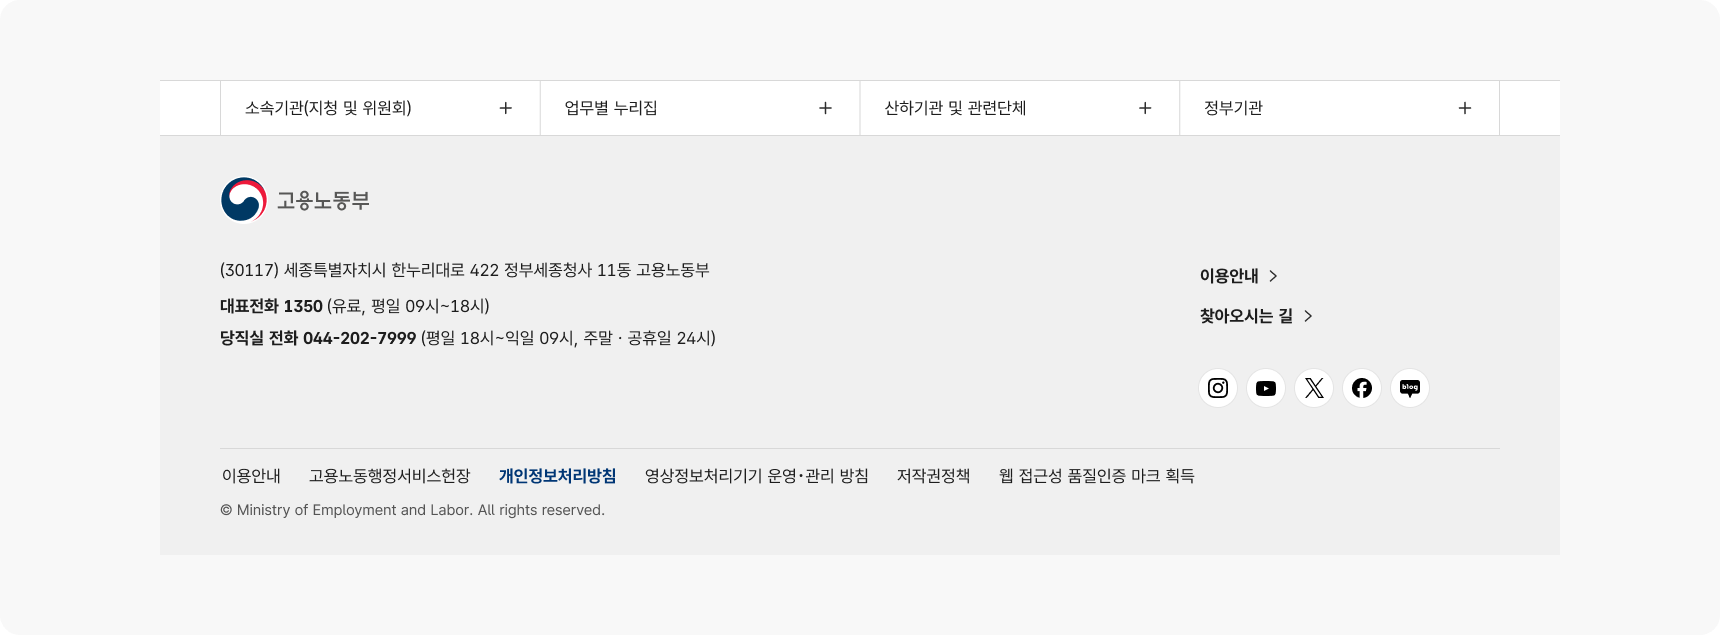 소속기관(지청 및 위원회)
업무별 누리집
산하기관 및 관련단체
정부기관
고용노동부
(30117) 세종특별자치시 한누리대로 422 정부세종청사 11동 고용노동부
대표전화 1350 (유료, 평일 09시~18시)
당직실 전화 044-202-7999 (평일 18시~익일 09시, 주말 · 공휴일 24시)
이용안내
찾아오시는 길
blog
이용안내 고용노동행정서비스헌장 개인정보처리방침 영상정보처리기기 운영·관리 방침 저작권정책 웹 접근성 품질인증 마크 획득
© Ministry of Employment and Labor. All rights reserved.